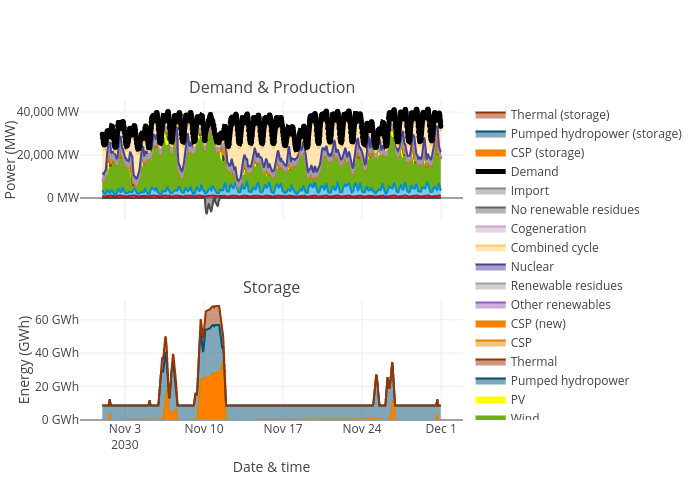 Demand & Production
40,000 MW
20,000 MW
0 MW
Power (MW)
Storage
60 GWh
40 GWh
20 GWh
0 GWh
Energy (GWh)
Nov 3
2030
Nov 10
Nov 17
Nov 24
Dec 1
Date & time
Thermal (storage)
Pumped hydropower (storage)
CSP (storage)
Demand
Import
No renewable residues
Cogeneration
Combined cycle
Nuclear
Renewable residues
Other renewables
CSP (new)
CSP
Thermal
Pumped hydropower
PV
Wind